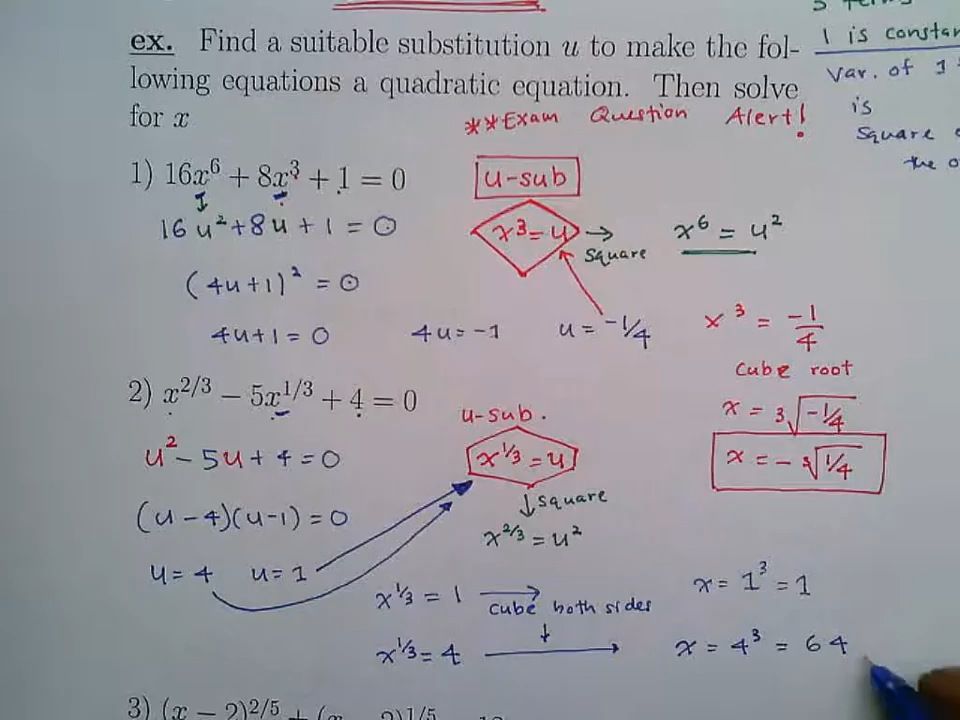 ex. Find a suitable substitution u to make the fol-
lowing equations a quadratic equation. Then solve
for x
**Exam Question Alert!
1 is constan
Var. of 1
is
Square
the o
1) 16x^6 + 8x^3 + 1 = 0
16 u^2 + 8u + 1 = 0
(4u+1)^2 = 0
4u+1 = 0 4u = -1 u = -1/4
u-sub
x^3 = u → x^6 = u^2
square
x^3 = -1/4
Cube root
x = ∛(-1/4)
x = -∛(1/4)
2) x^{2/3} − 5x^{1/3} + 4 = 0
u^2 - 5u + 4 = 0
(u - 4)(u - 1) = 0
u = 4 u = 1
u-sub.
x^{1/3} = u
↓ square
x^{2/3} = u^2
x^{1/3} = 1 → x = 1^3 = 1
cube both sides
↓
x^{1/3} = 4 → x = 4^3 = 64
3) (x − 2)^{2/5} + (x